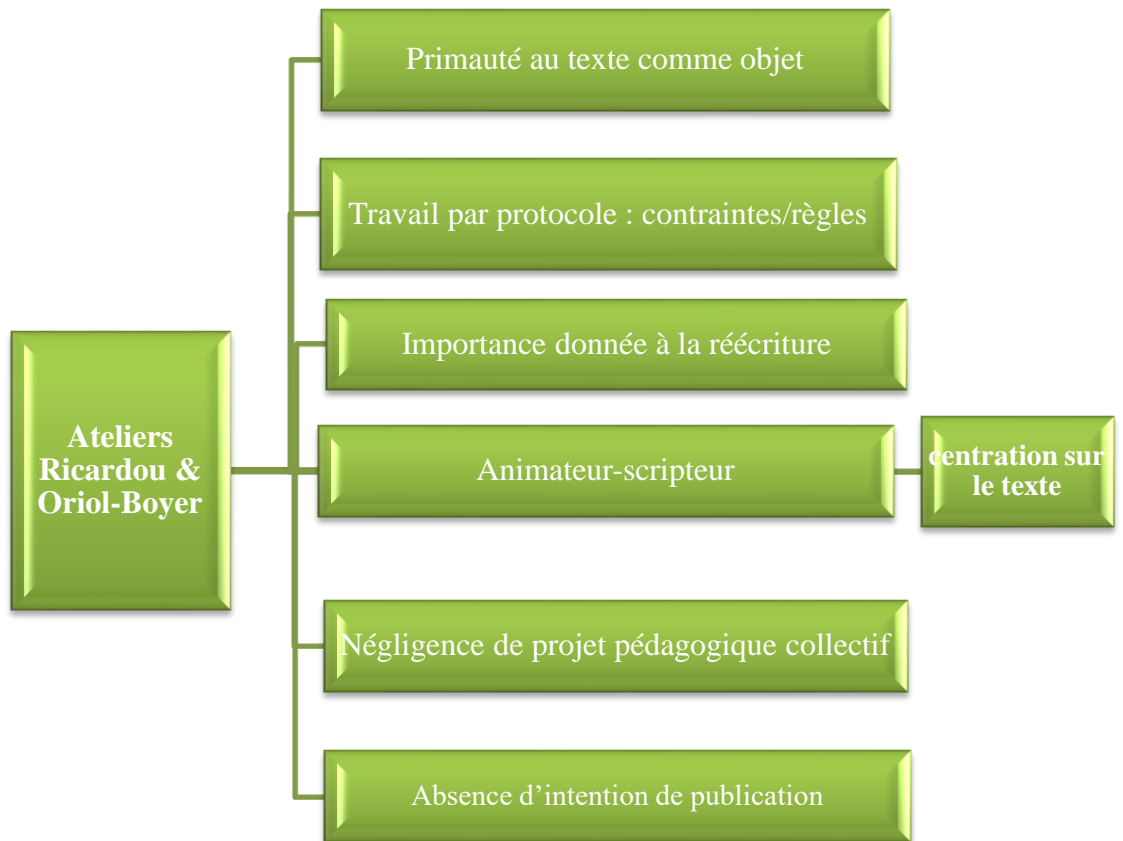 Primauté au texte comme objet
Travail par protocole : contraintes/règles
Importance donnée à la réécriture
Ateliers
Ricardou &
Oriol-Boyer
Animateur-scripteur
centration sur
le texte
Négligence de projet pédagogique collectif
Absence d’intention de publication